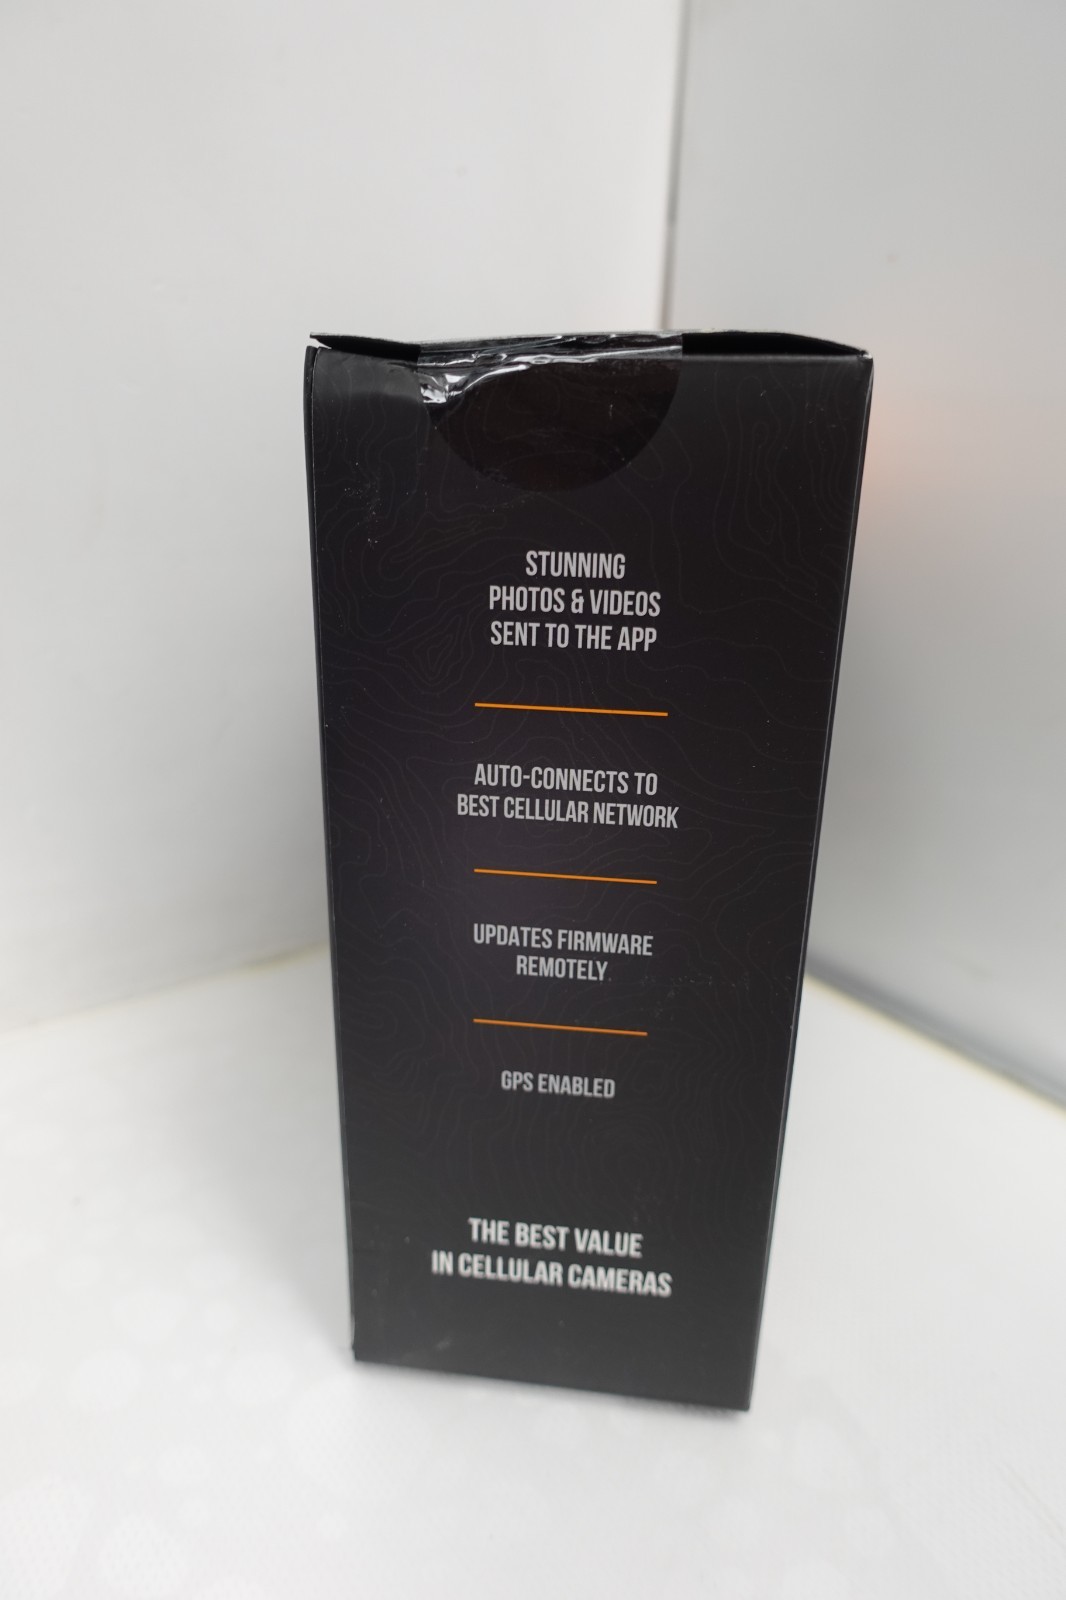 STUNNING
PHOTOS & VIDEOS
SENT TO THE APP
AUTO-CONNECTS TO
BEST CELLULAR NETWORK
UPDATES FIRMWARE
REMOTELY
GPS ENABLED
THE BEST VALUE
IN CELLULAR CAMERAS